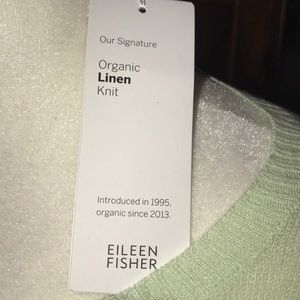 Our Signature
Organic
Linen
Knit
Introduced in 1995,
organic since 2013.
EILEEN
FISHER